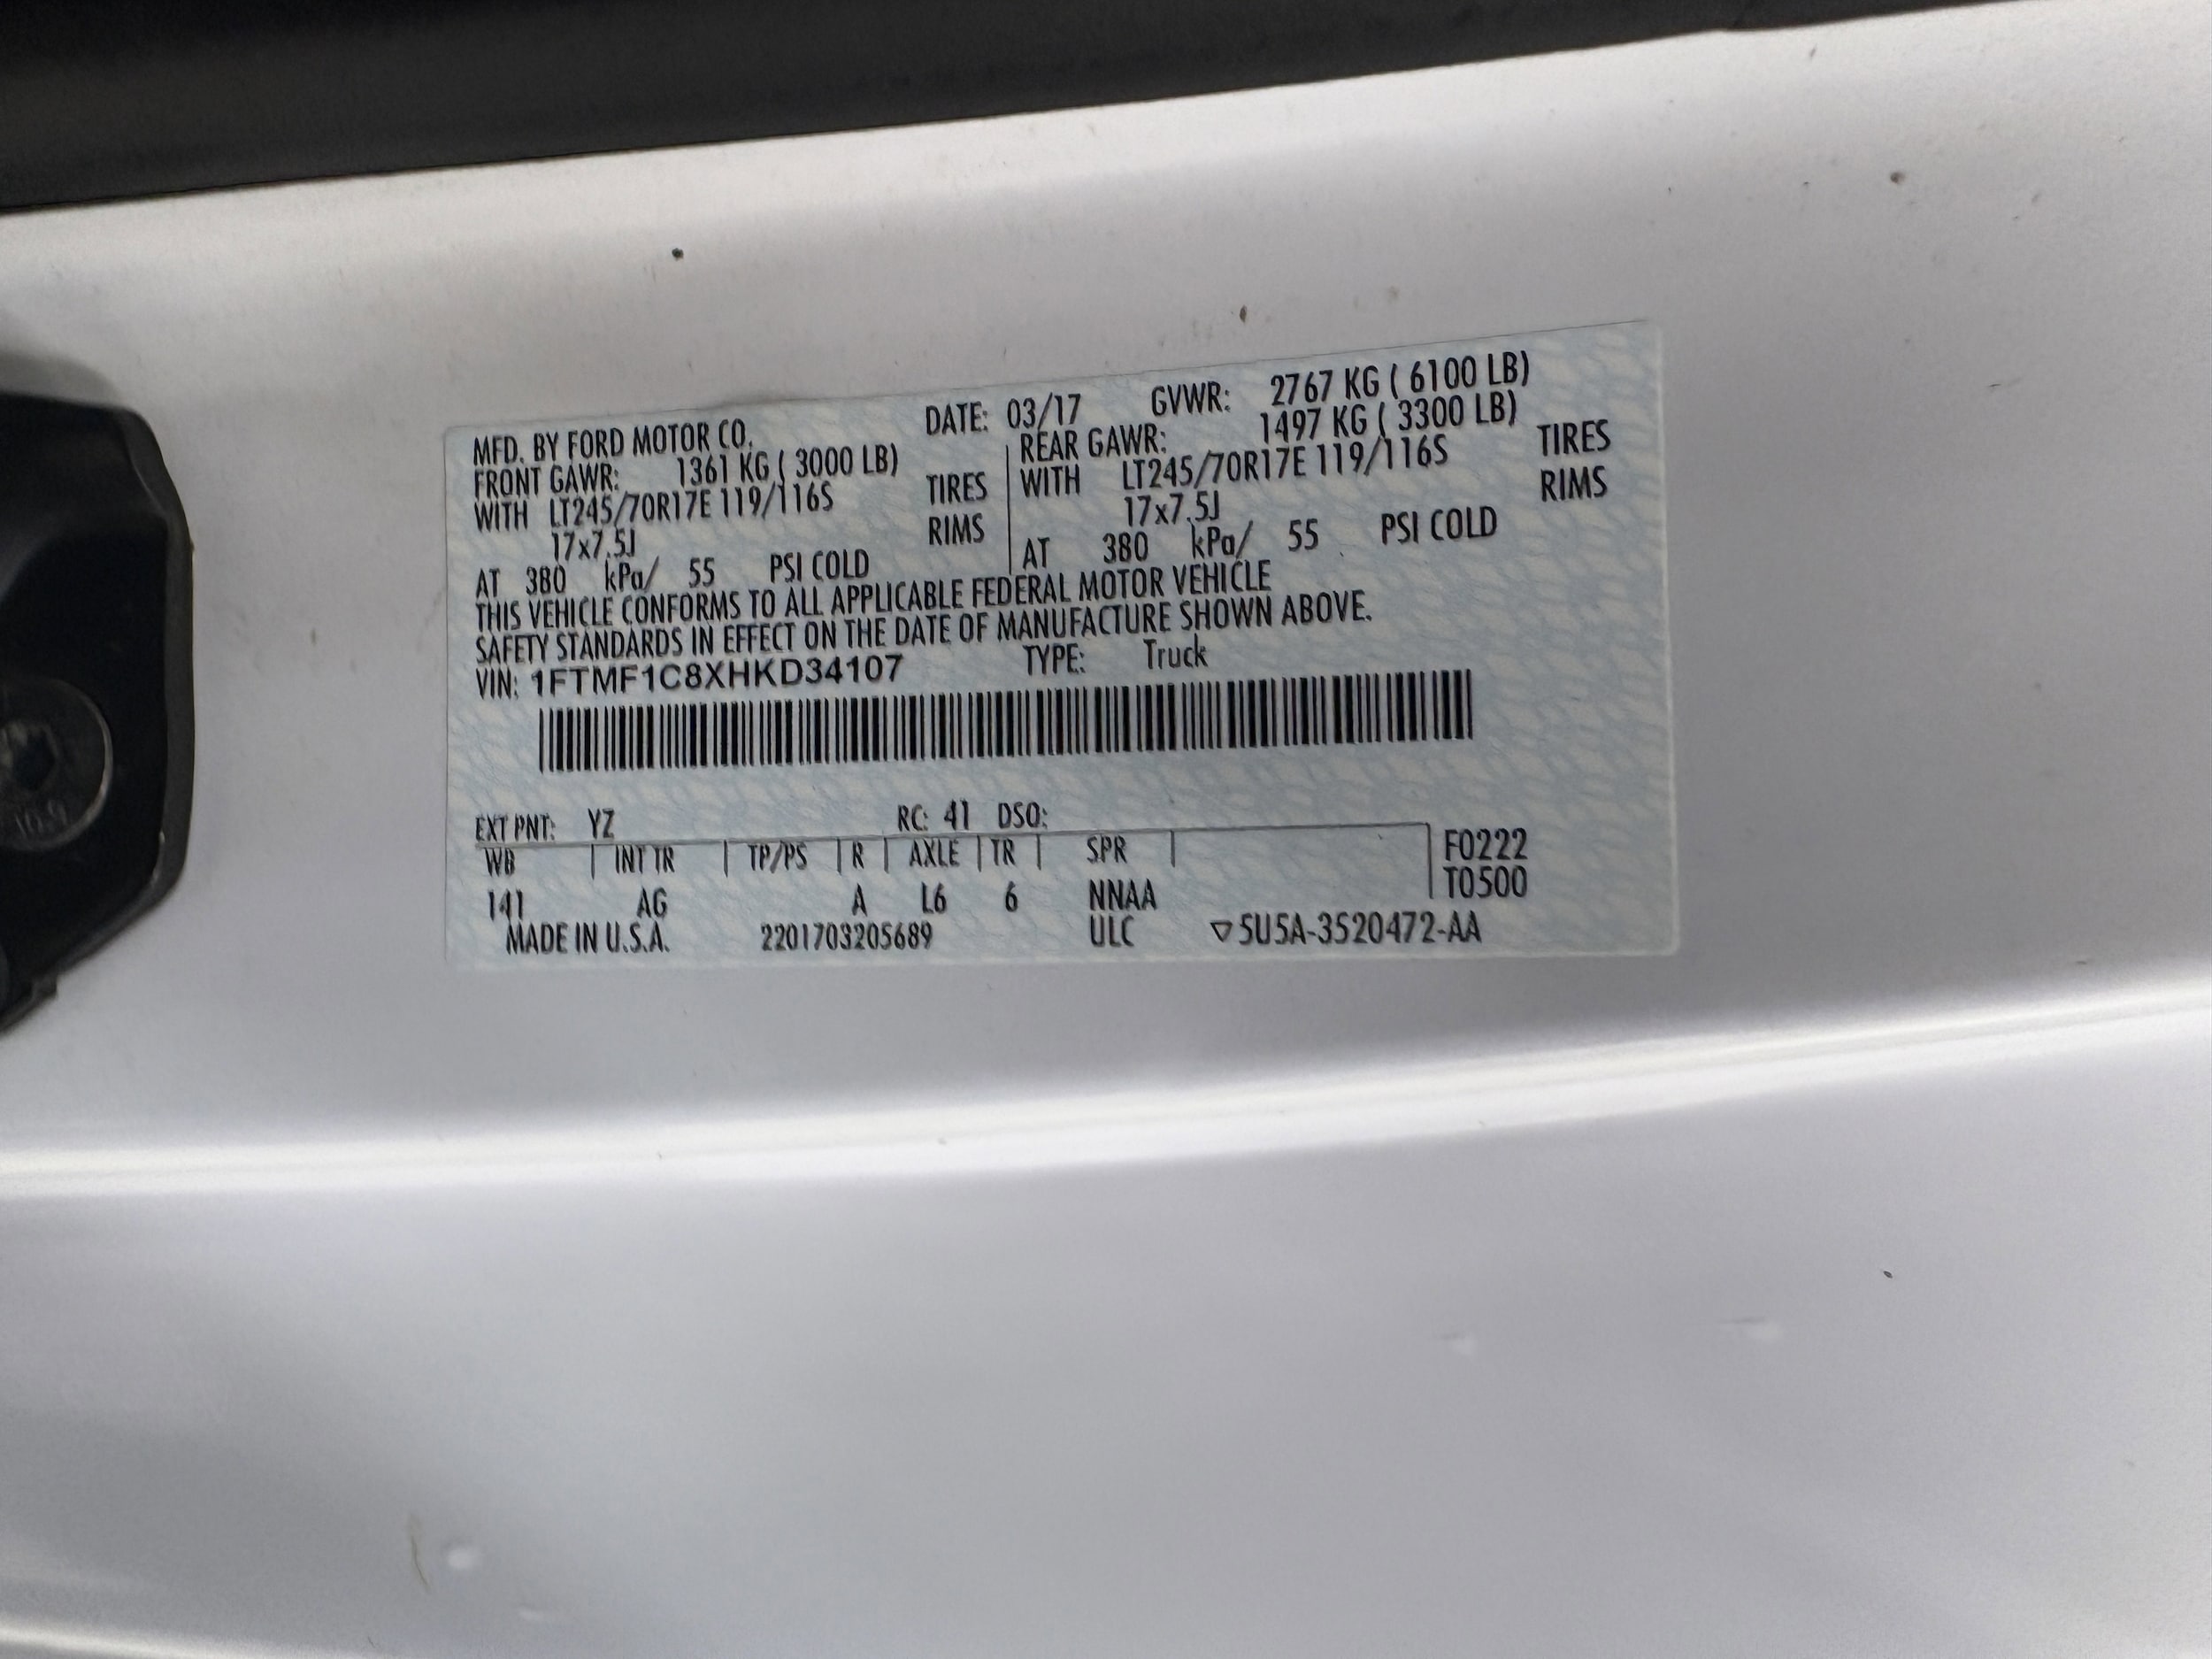 MFD. BY FORD MOTOR CO. DATE: 03/17 GVWR: 2767 KG ( 6100 LB)
FRONT GAWR: 1361 KG ( 3000 LB) REAR GAWR: 1497 KG ( 3300 LB)
WITH LT245/70R17E 119/116S TIRES WITH LT245/70R17E 119/116S TIRES
17x7.5J RIMS 17x7.5J RIMS
AT 380 kPa/ 55 PSI COLD AT 380 kPa/ 55 PSI COLD
THIS VEHICLE CONFORMS TO ALL APPLICABLE FEDERAL MOTOR VEHICLE
SAFETY STANDARDS IN EFFECT ON THE DATE OF MANUFACTURE SHOWN ABOVE.
VIN: 1FTMF1C8XHKD34107 TYPE: Truck
EXT PNT: YZ RC: 41 DSO:
WB | INT TR | TP/PS | R | AXLE | TR | SPR | F0222
141 AG A L6 6 NNAA T0500
MADE IN U.S.A. 2201703205689 ULC ▽5U5A-3520472-AA
10.9